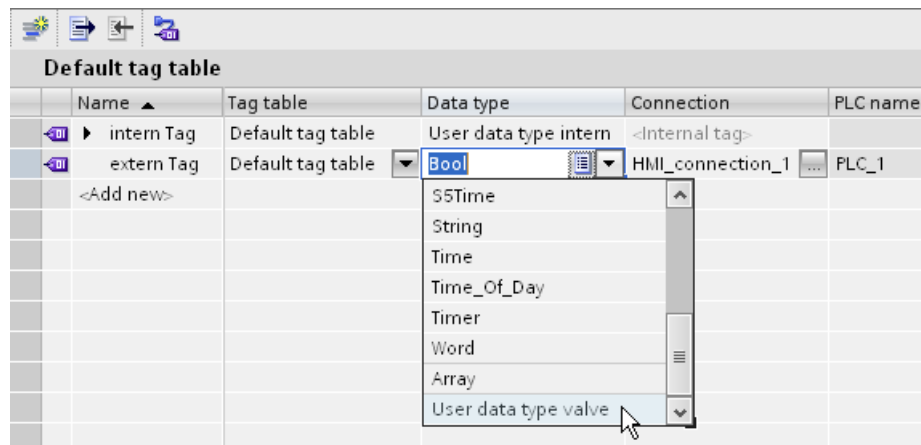 Default tag table
Name Tag table Data type Connection PLC name
intern Tag Default tag table User data type intern <Internal tag>
extern Tag Default tag table Bool HMI_connection_1 ... PLC_1
<Add new>
S5Time
String
Time
Time_Of_Day
Timer
Word
Array
User data type valve